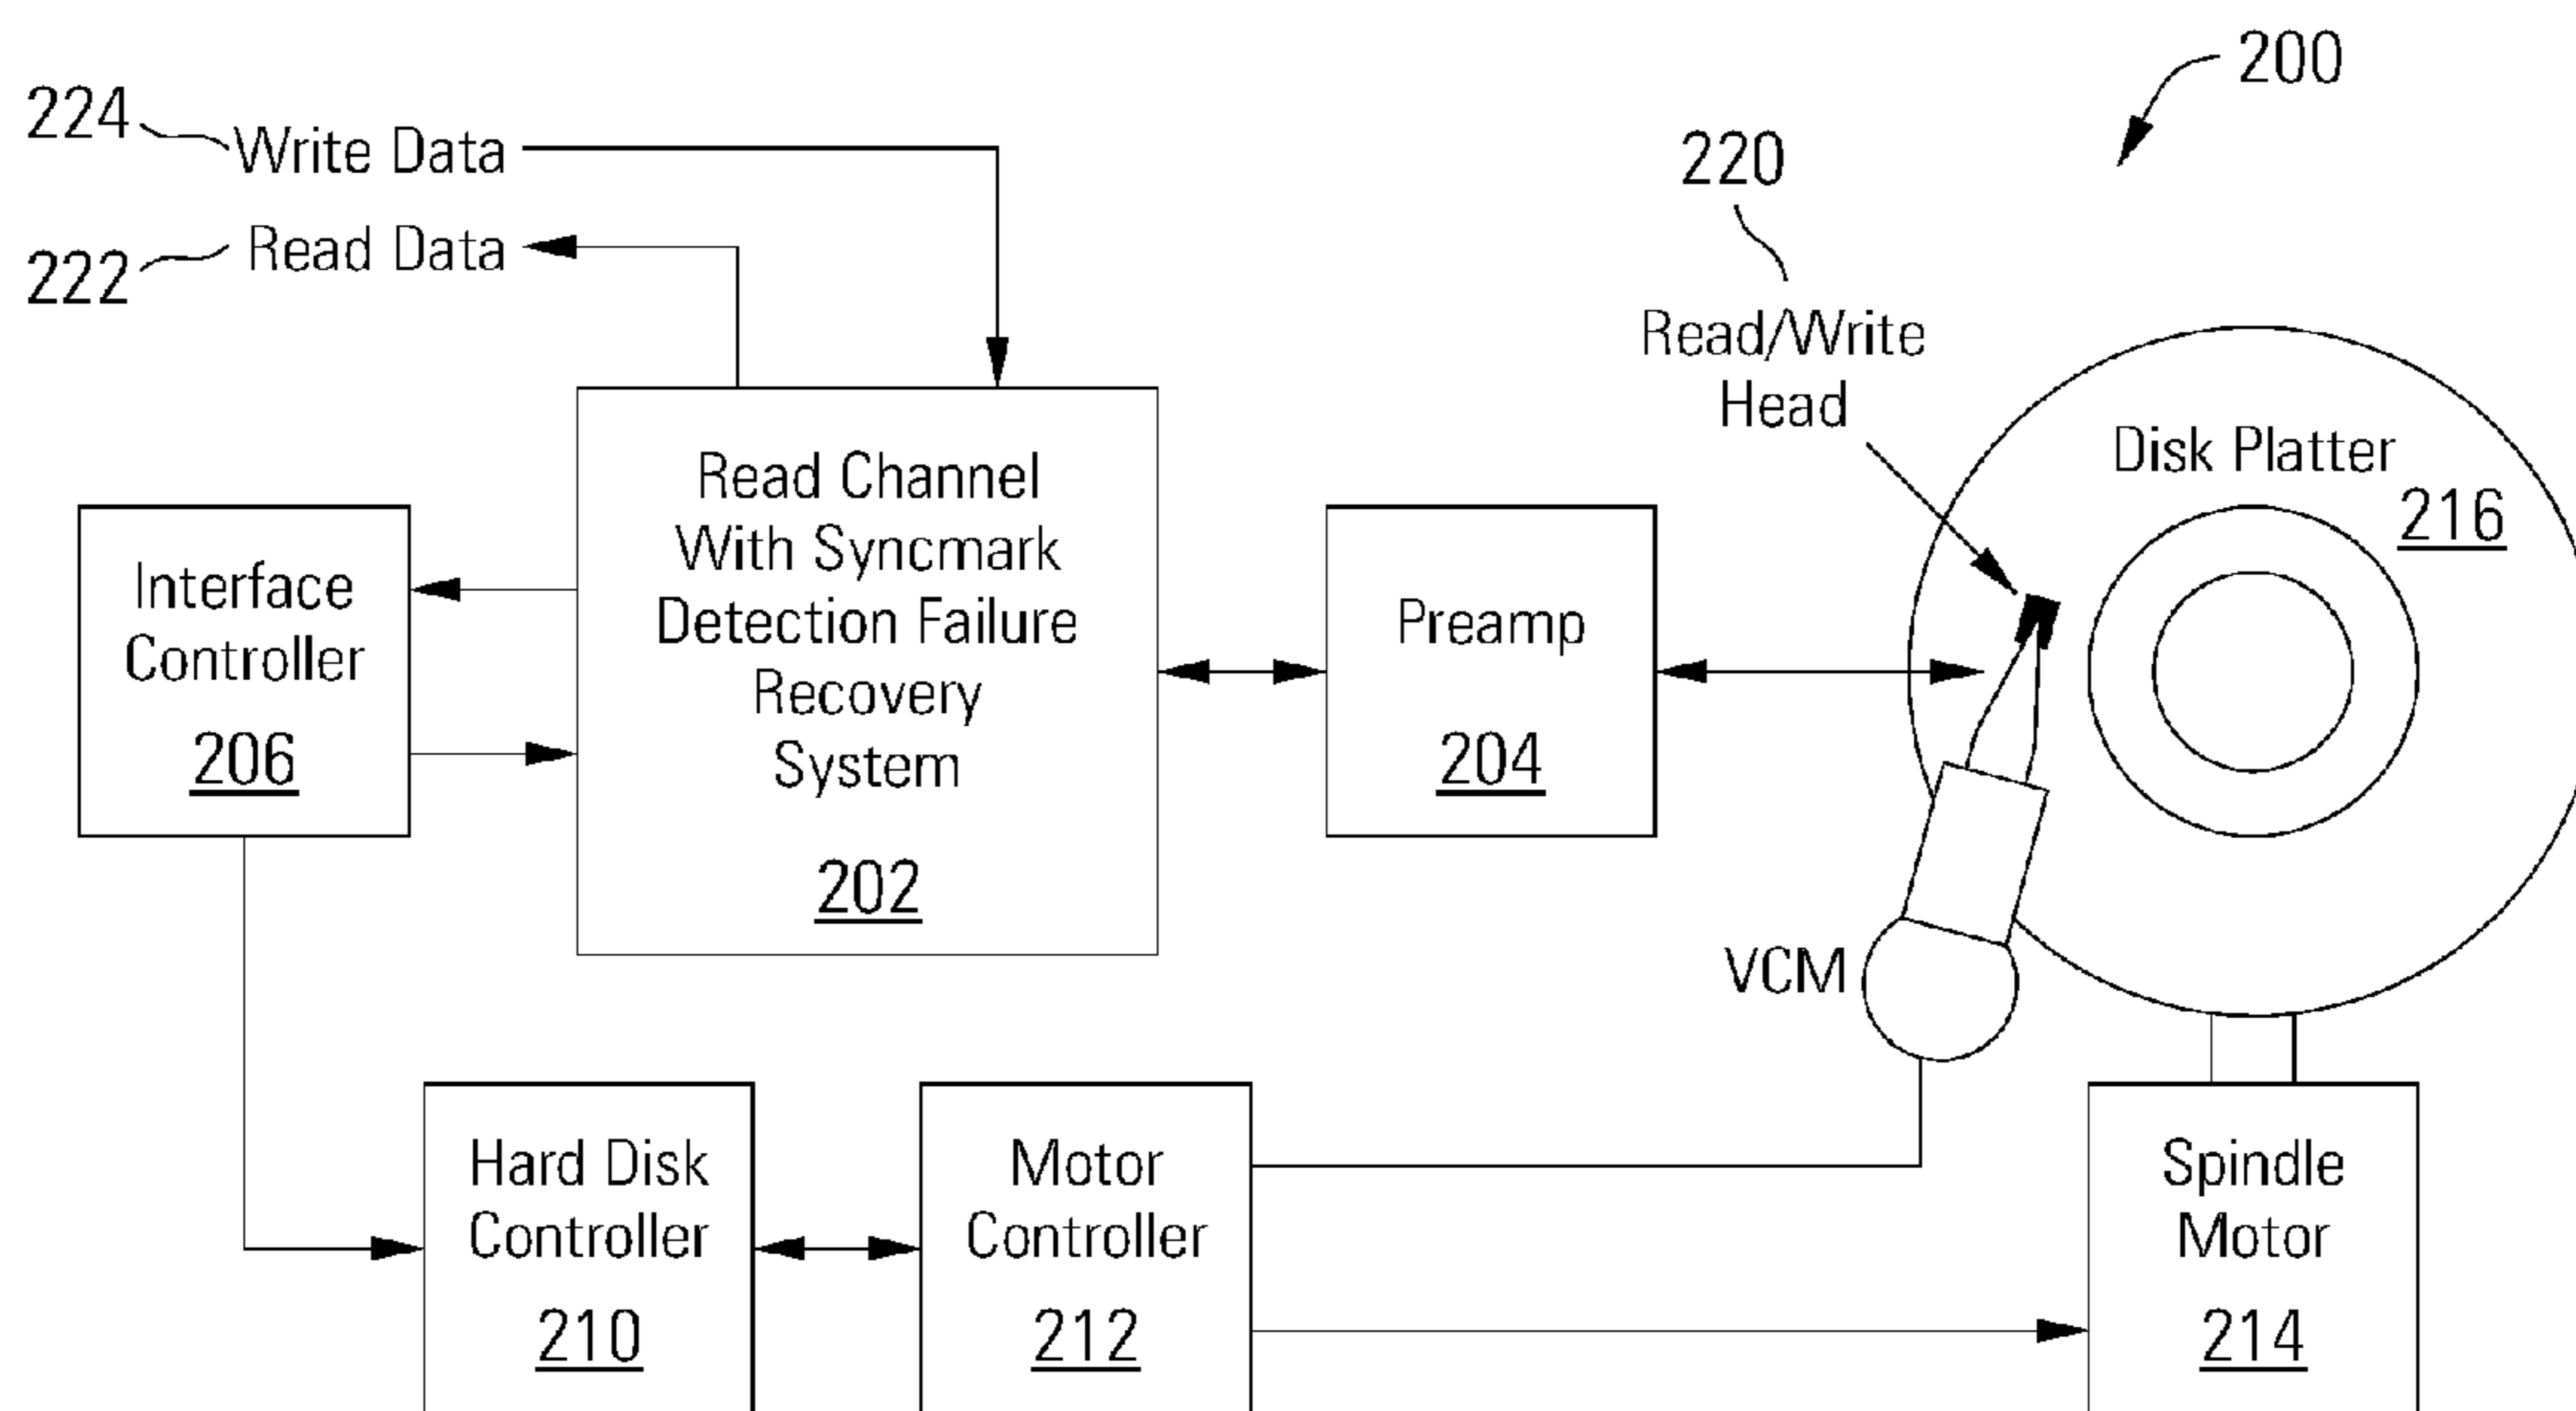 200
224
Write Data
220
222
Read Data
Read/Write
Head
Disk Platter
216
Read Channel
With Syncmark
Detection Failure
Recovery
System
202
Interface
Controller
206
Preamp
204
VCM
Hard Disk
Controller
210
Motor
Controller
212
Spindle
Motor
214